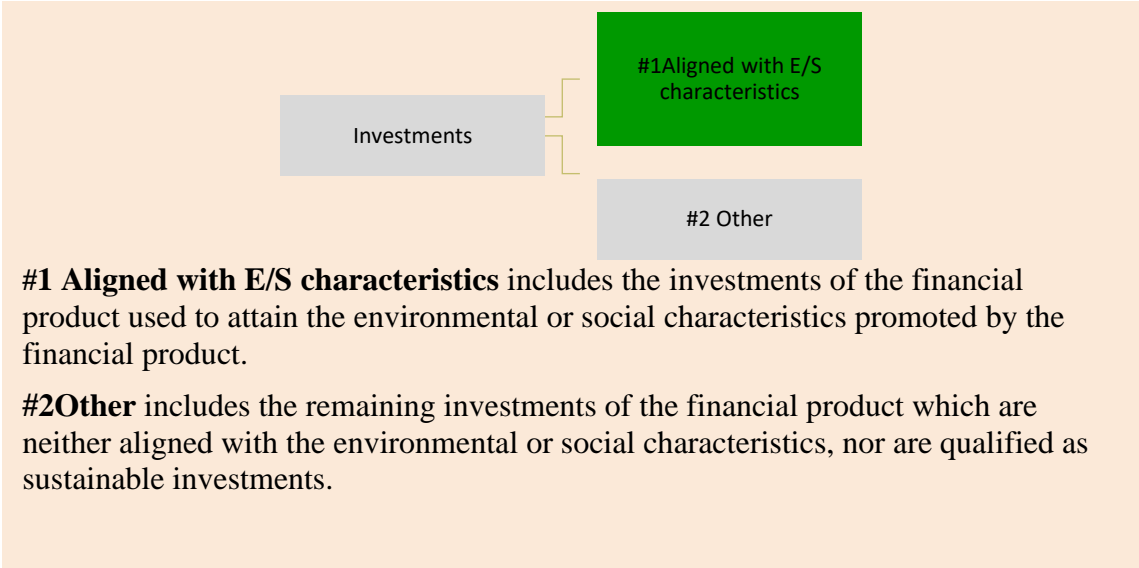 #1Aligned with E/S
characteristics
Investments
#2 Other
#1 Aligned with E/S characteristics includes the investments of the financial
product used to attain the environmental or social characteristics promoted by the
financial product.
#2Other includes the remaining investments of the financial product which are
neither aligned with the environmental or social characteristics, nor are qualified as
sustainable investments.